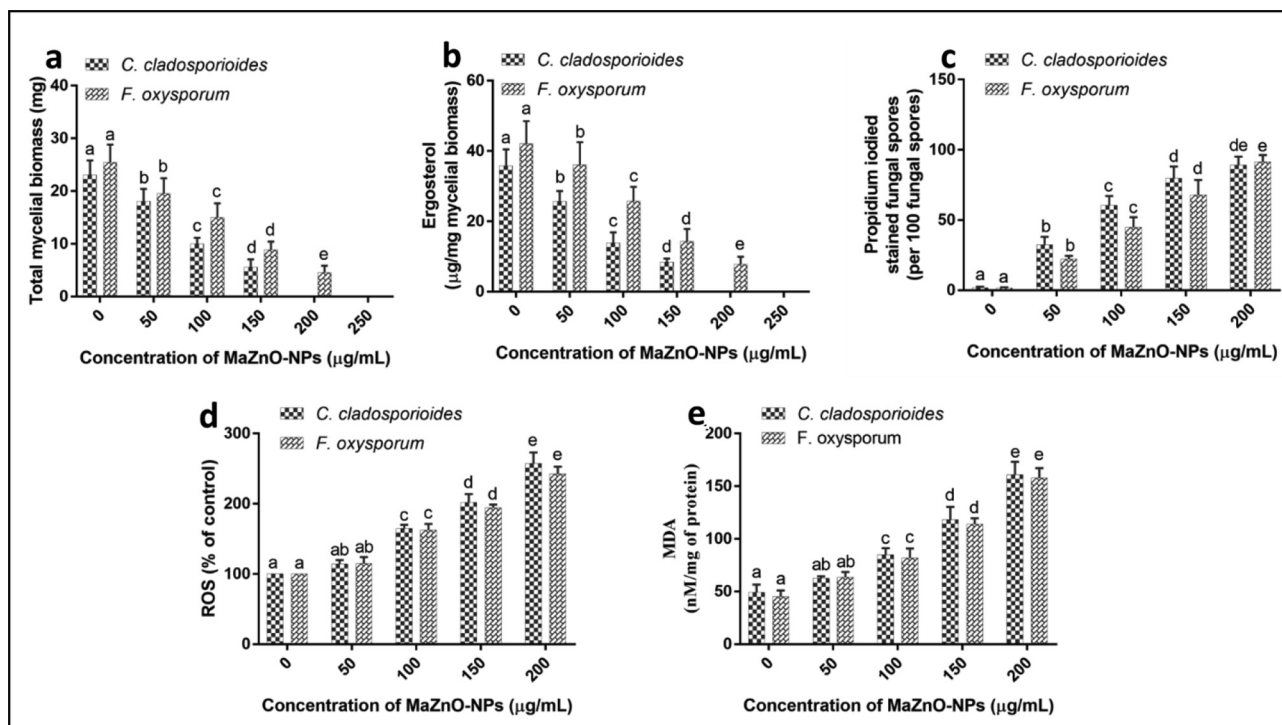 a
C. cladosporioides
F. oxysporum
Total mycelial biomass (mg)
40
30
20
10
0
a a b b c c d d e
0 50 100 150 200 250
Concentration of MaZnO-NPs (µg/mL)
b
C. cladosporioides
F. oxysporum
Ergosterol
(µg/mg mycelial biomass)
60
40
20
0
a a b b c c d d e
0 50 100 150 200 250
Concentration of MaZnO-NPs (µg/mL)
c
C. cladosporioides
F. oxysporum
Propidium iodied
stained fungal spores
(per 100 fungal spores)
150
100
50
0
a a b b c c d d de e
0 50 100 150 200
Concentration of MaZnO-NPs (µg/mL)
d
C. cladosporioides
F. oxysporum
ROS (% of control)
300
200
100
0
a a ab ab c c d d e e
0 50 100 150 200
Concentration of MaZnO-NPs (µg/mL)
e
C. cladosporioides
F. oxysporum
MDA
(nM/mg of protein)
200
150
100
50
0
a a ab ab c c d d e e
0 50 100 150 200
Concentration of MaZnO-NPs (µg/mL)